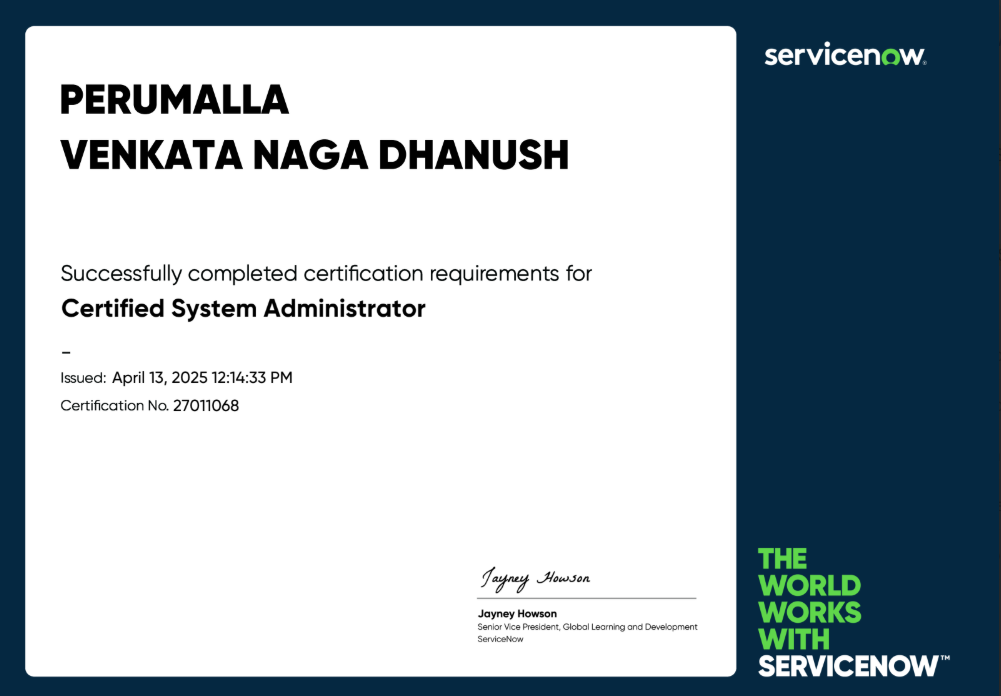 servicenow®
PERUMALLA
VENKATA NAGA DHANUSH
Successfully completed certification requirements for
Certified System Administrator
–
Issued: April 13, 2025 12:14:33 PM
Certification No. 27011068
Jayney Howson
Jayney Howson
Senior Vice President, Global Learning and Development
ServiceNow
THE
WORLD
WORKS
WITH
SERVICENOW™